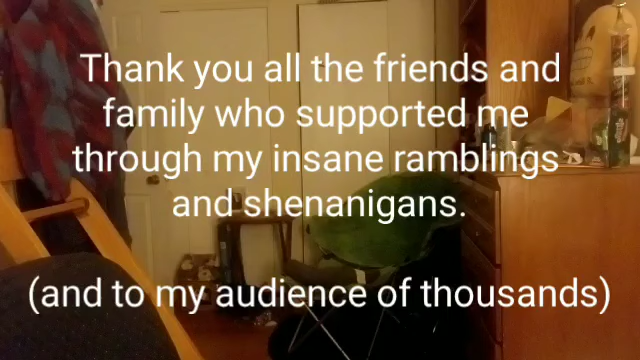 Thank you all the friends and
family who supported me
through my insane ramblings
and shenanigans.
(and to my audience of thousands)